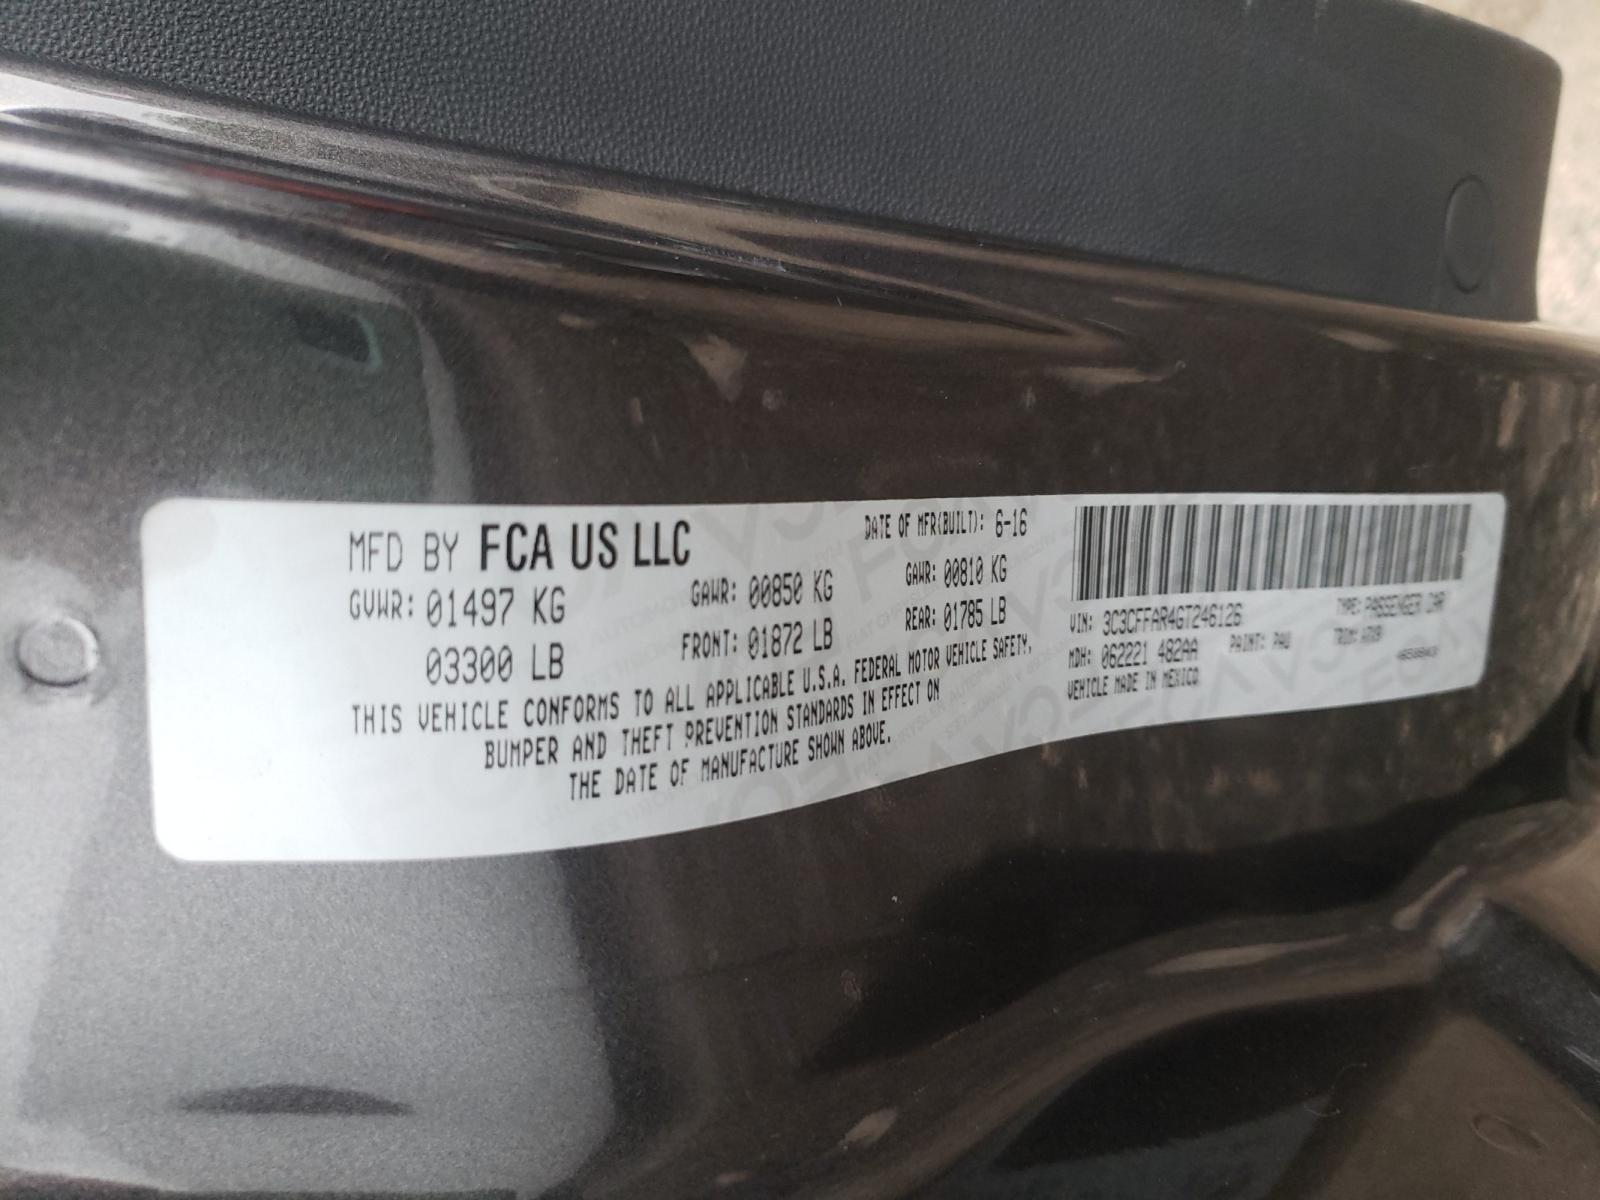 MFD BY FCA US LLC
DATE OF MFR(BUILT): 6-16
GVWR: 01497 KG
GAWR: 00850 KG
GAWR: 00810 KG
03300 LB
FRONT: 01872 LB
REAR: 01785 LB
THIS VEHICLE CONFORMS TO ALL APPLICABLE U.S.A. FEDERAL MOTOR VEHICLE SAFETY,
BUMPER AND THEFT PREVENTION STANDARDS IN EFFECT ON
THE DATE OF MANUFACTURE SHOWN ABOVE.
VIN: 3C3CFFAR4GT246126
TYPE: PASSENGER CAR
MDH: 062221 482AA
PAINT: PAU
TRIM:
VEHICLE MADE IN MEXICO